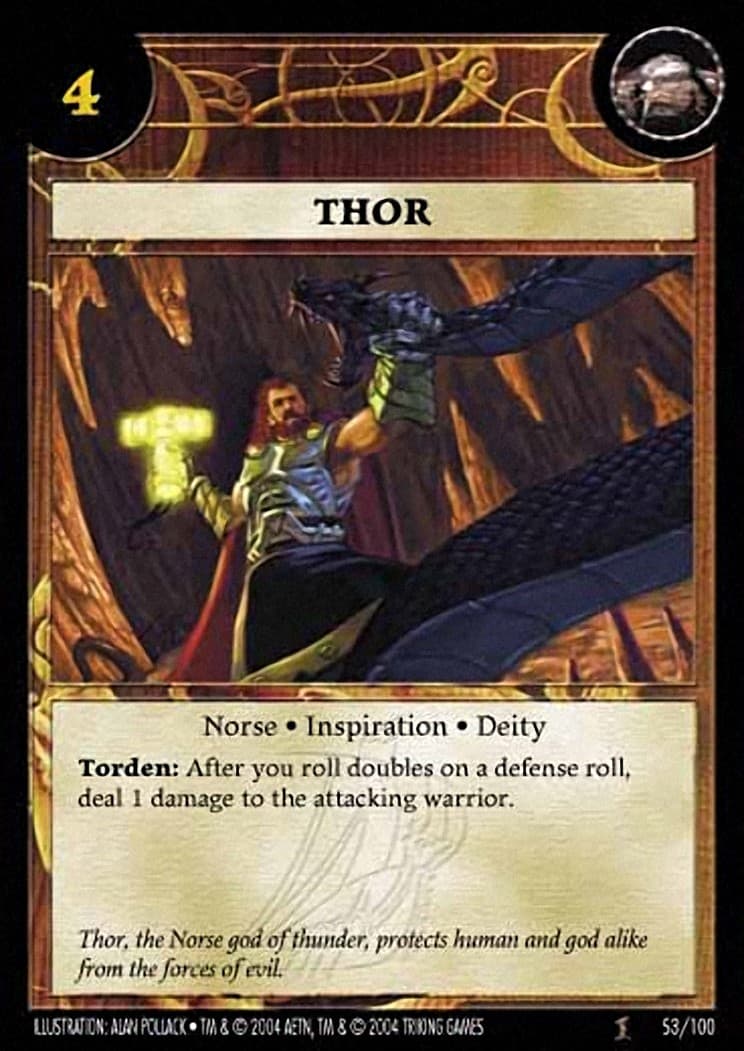 4
THOR
Norse • Inspiration • Deity
Torden: After you roll doubles on a defense roll,
deal 1 damage to the attacking warrior.
Thor, the Norse god of thunder, protects human and god alike
from the forces of evil.
ILLUSTRATION: ALAN POLLACK • TM & © 2004 AETN, TM & © 2004 TRIKING GAMES
53/100